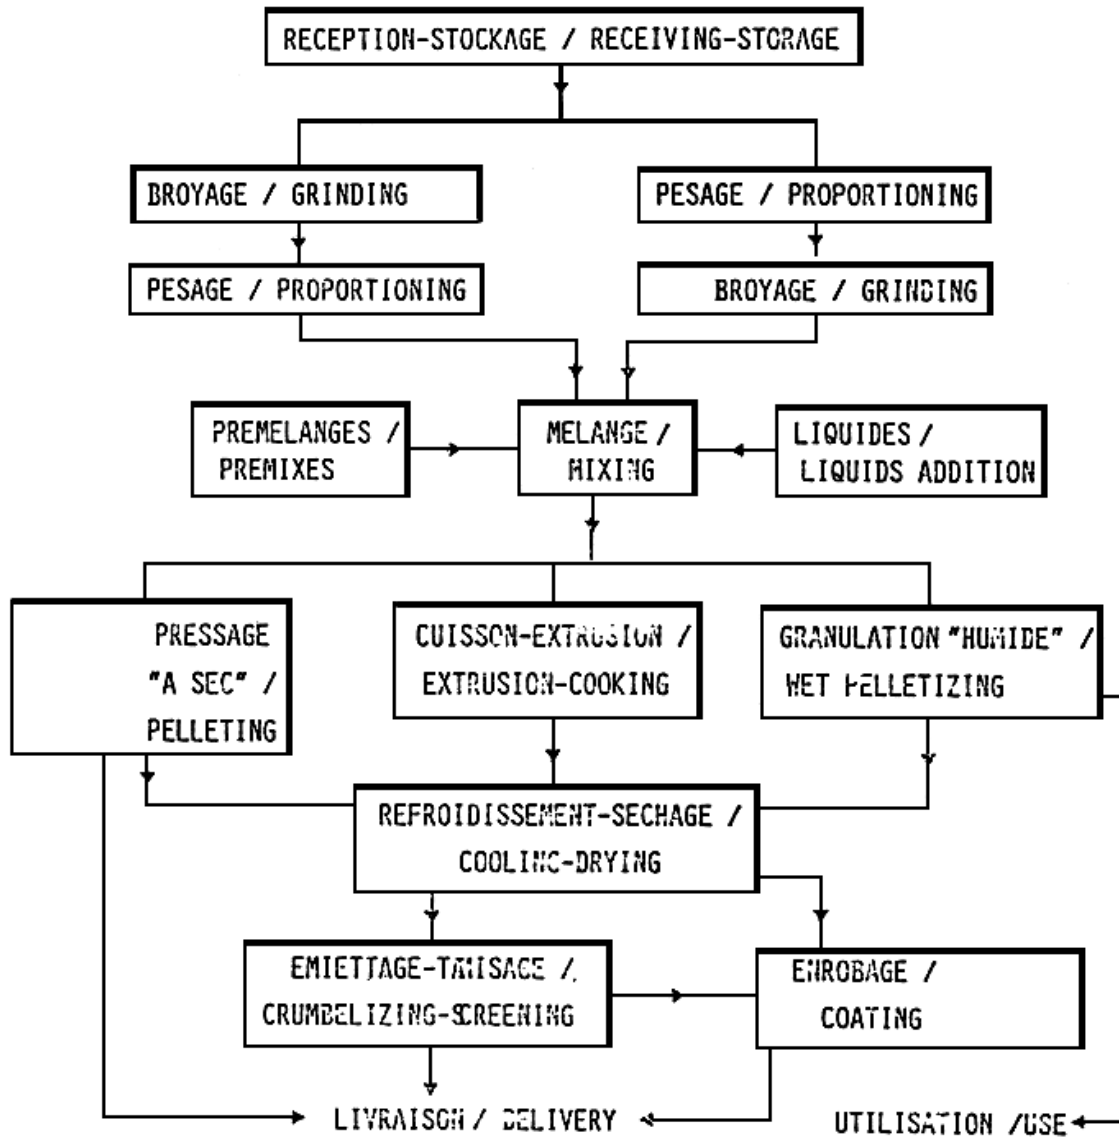 RECEPTION-STOCKAGE / RECEIVING-STORAGE
BROYAGE / GRINDING
PESAGE / PROPORTIONING
PESAGE / PROPORTIONING
BROYAGE / GRINDING
PREMELANGES /
PREMIXES
MELANGE /
MIXING
LIQUIDES /
LIQUIDS ADDITION
PRESSAGE
"A SEC" /
PELLETING
CUISSON-EXTRUSION /
EXTRUSION-COOKING
GRANULATION "HUMIDE" /
WET PELLETIZING
REFROIDISSEMENT-SECHAGE /
COOLING-DRYING
EMIETTAGE-TAMISAGE /
CRUMBELIZING-SCREENING
ENROBAGE /
COATING
LIVRAISON / DELIVERY
UTILISATION /USE